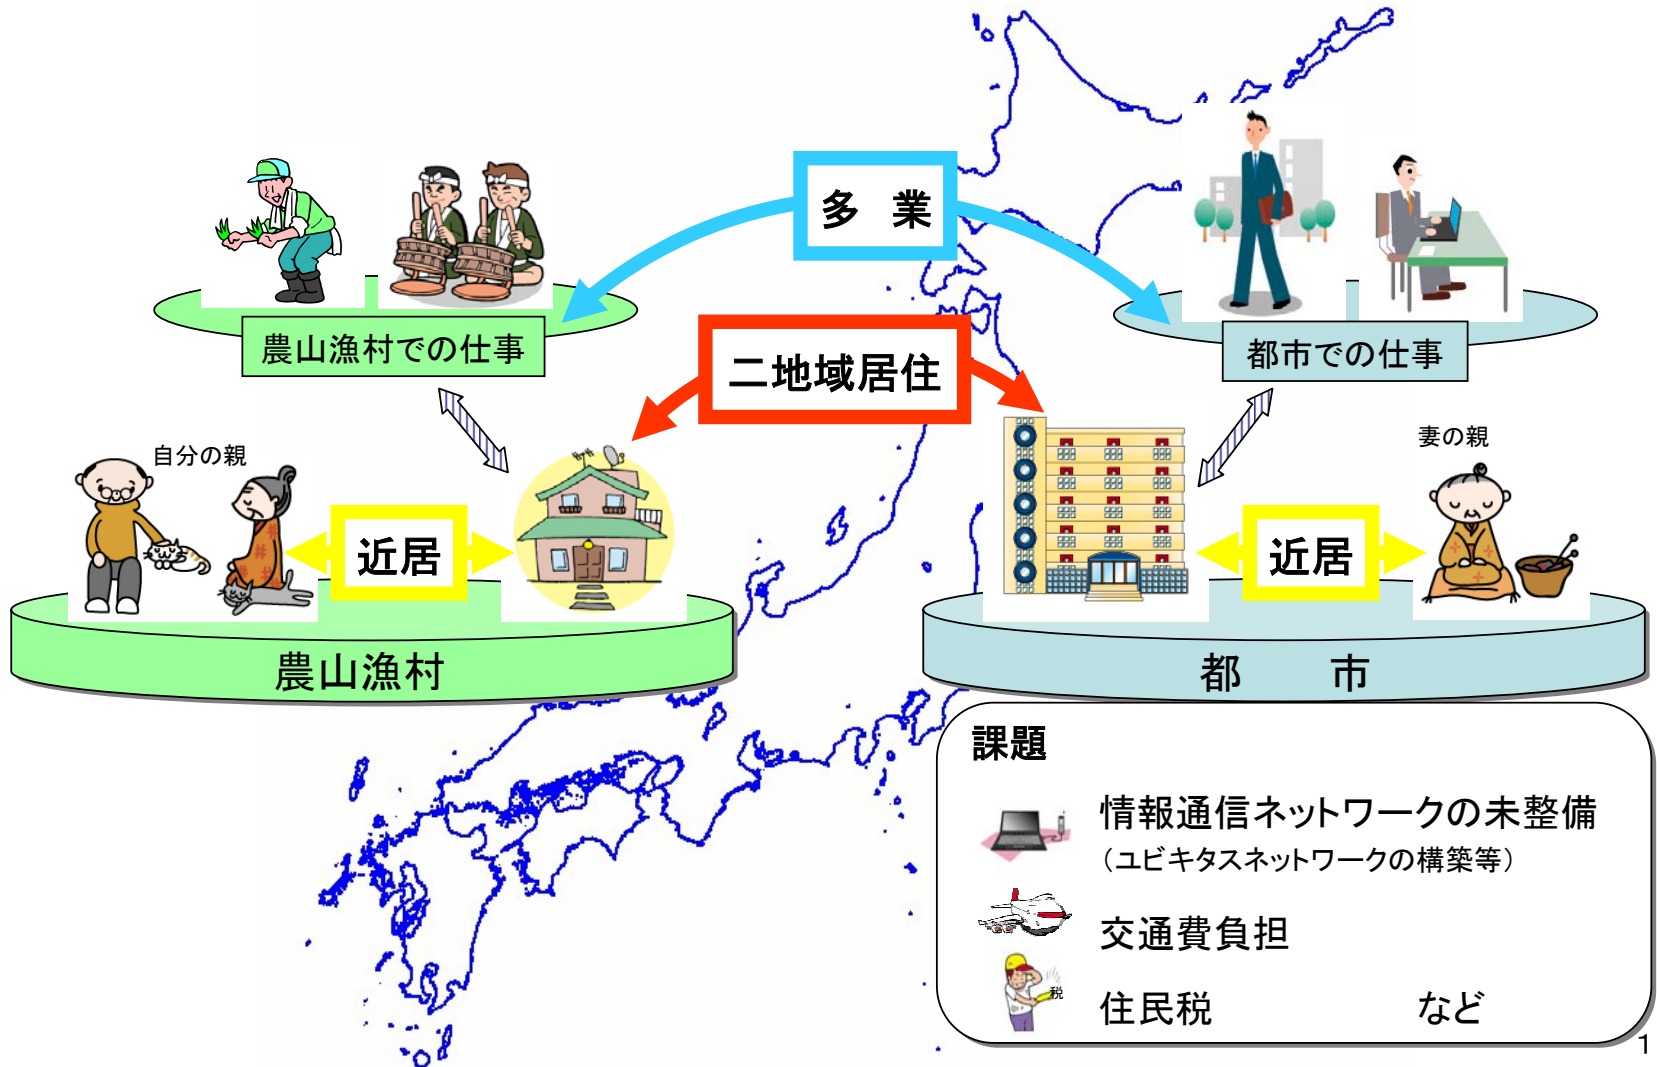 多　業
農山漁村での仕事
都市での仕事
二地域居住
自分の親
妻の親
近居
近居
農山漁村
都　　市
課題
情報通信ネットワークの未整備
（ユビキタスネットワークの構築等）
交通費負担
税
住民税　　　　　など
1